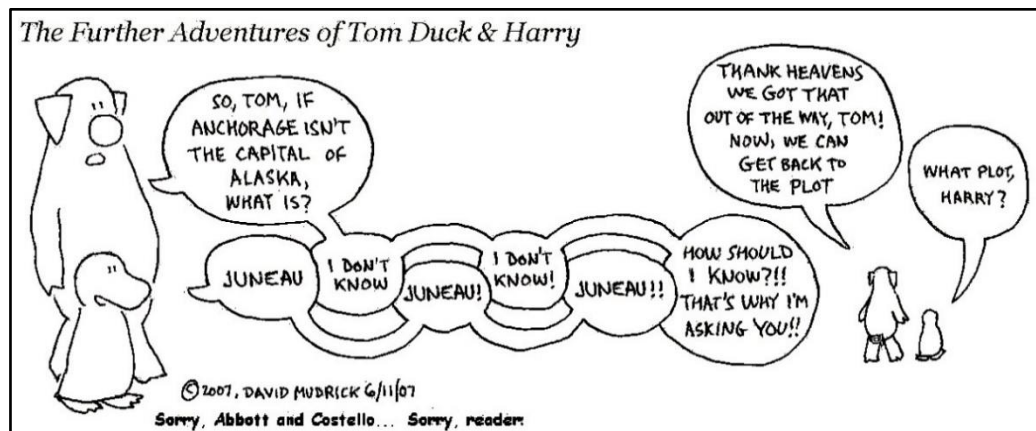 The Further Adventures of Tom Duck & Harry
SO, TOM, IF
ANCHORAGE ISN'T
THE CAPITAL OF
ALASKA,
WHAT IS?
JUNEAU
I DON'T
KNOW
JUNEAU!
I DON'T
KNOW!
JUNEAU!!
HOW SHOULD
I KNOW?!!
THAT'S WHY I'M
ASKING YOU!!
THANK HEAVENS
WE GOT THAT
OUT OF THE WAY, TOM!
NOW, WE CAN
GET BACK TO
THE PLOT
WHAT PLOT,
HARRY?
©2007, DAVID MUDRICK 6/11/07
Sorry, Abbott and Costello... Sorry, reader.